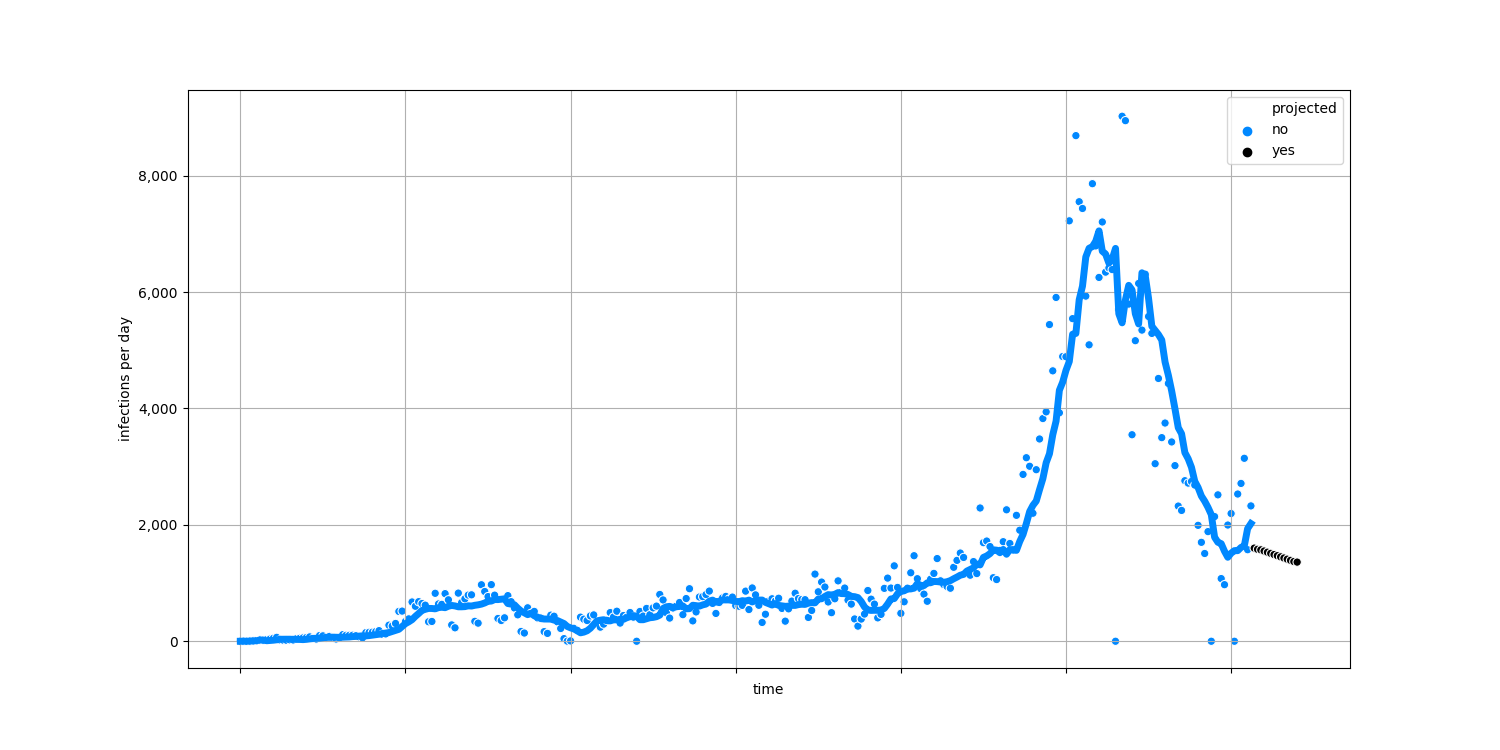 projected
no
yes
8,000
6,000
4,000
2,000
0
infections per day
time